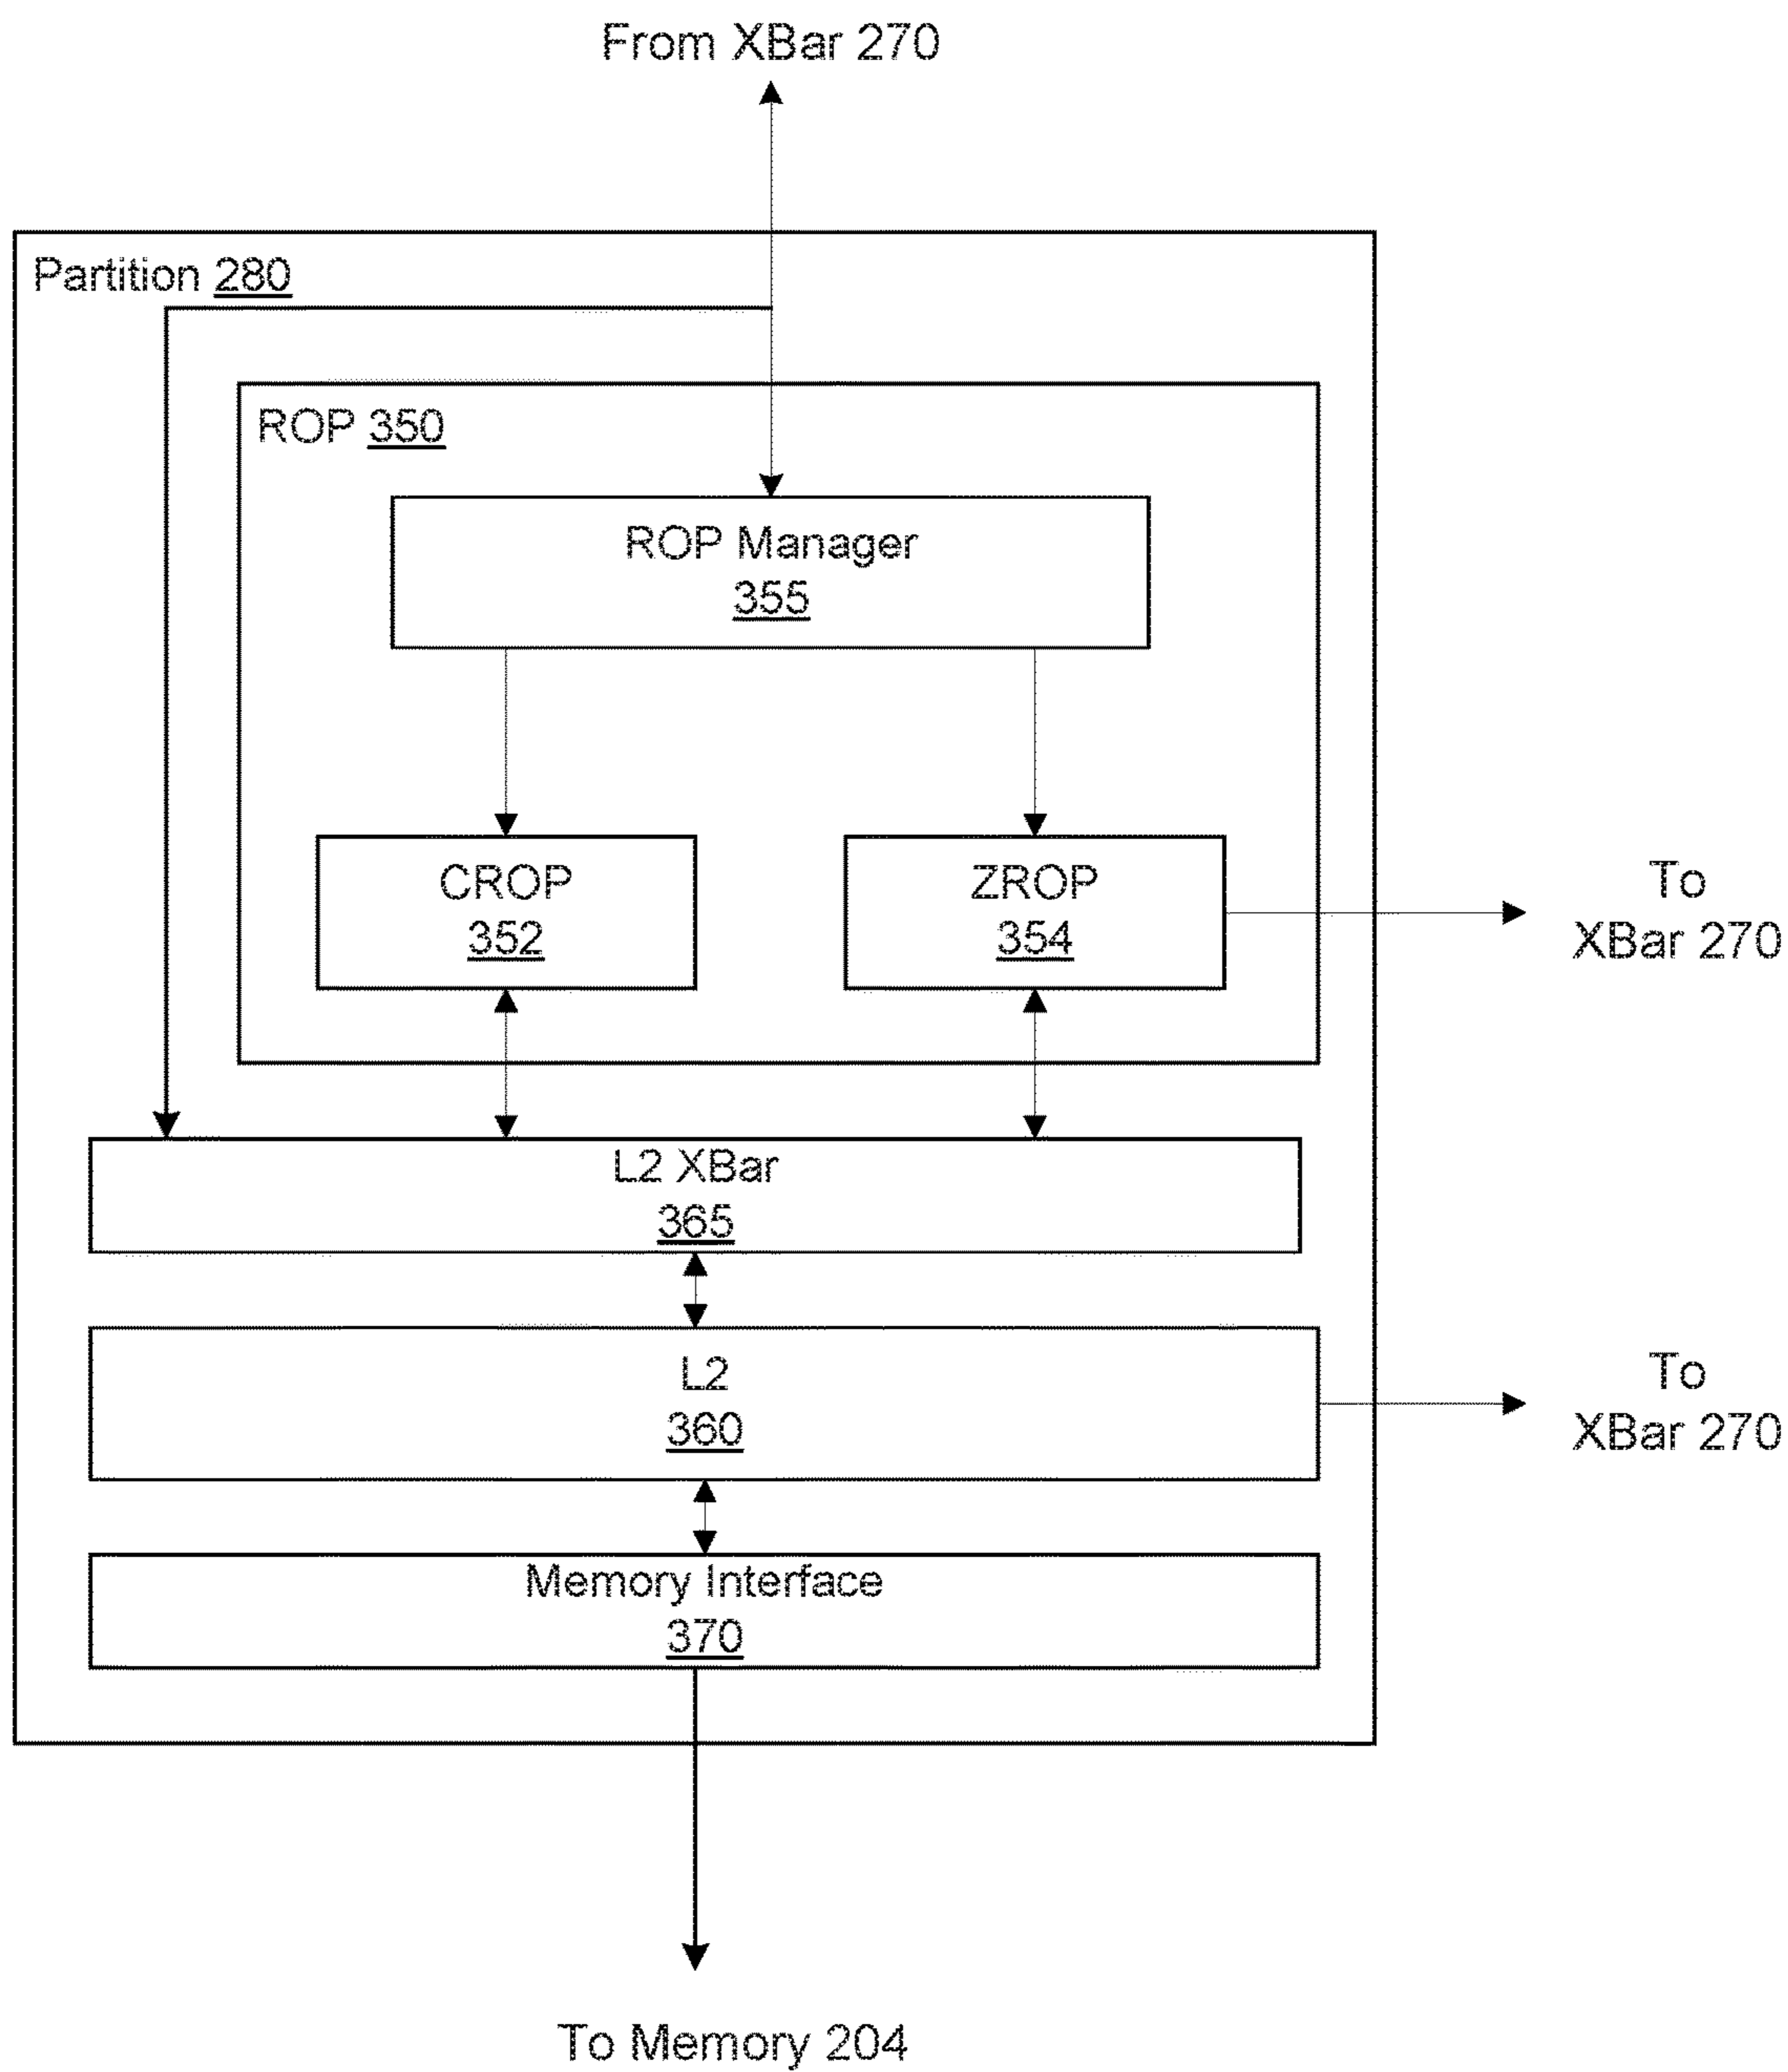 From XBar 270
Partition 280
ROP 350
ROP Manager
355
CROP
352
ZROP
354
To
XBar 270
L2 XBar
365
L2
360
To
XBar 270
Memory Interface
370
To Memory 204